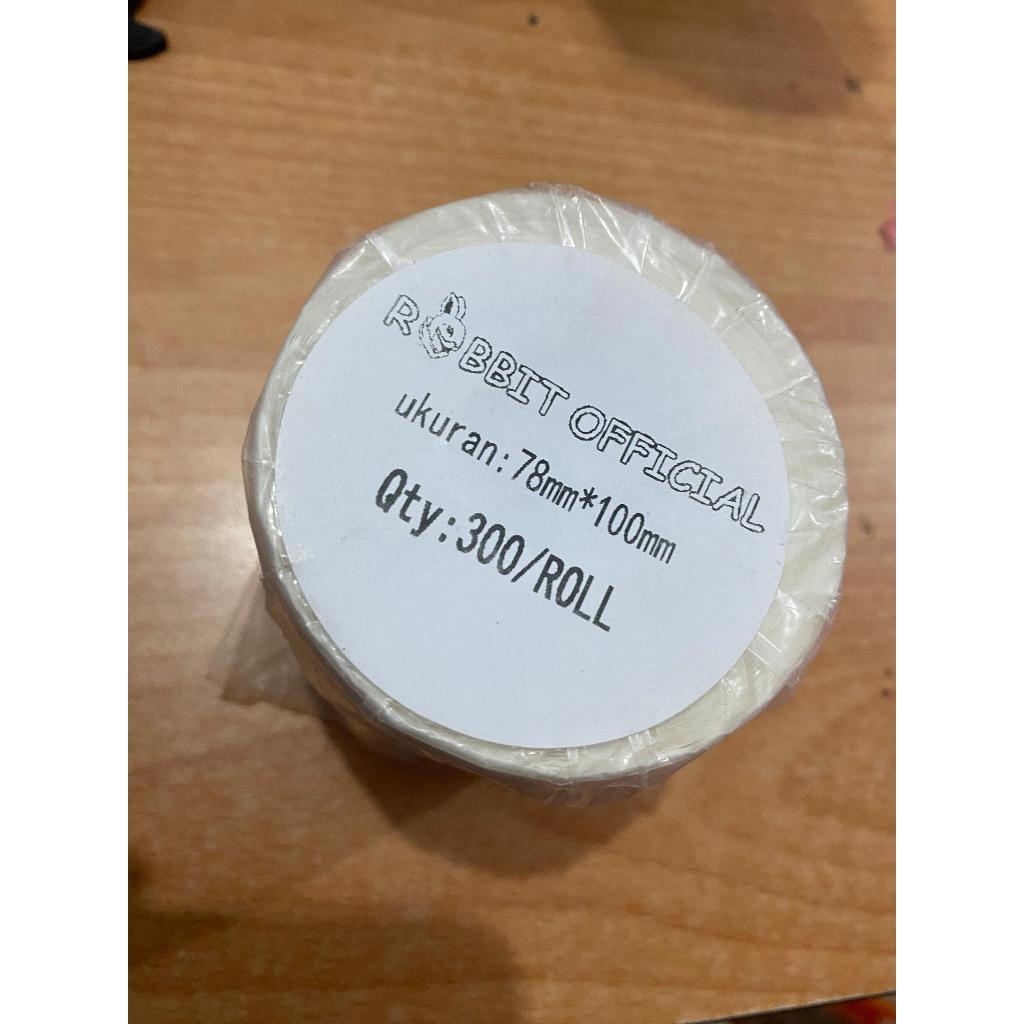 RABBIT OFFICIAL
ukuran:78mm*100mm
Qty:300/ROLL